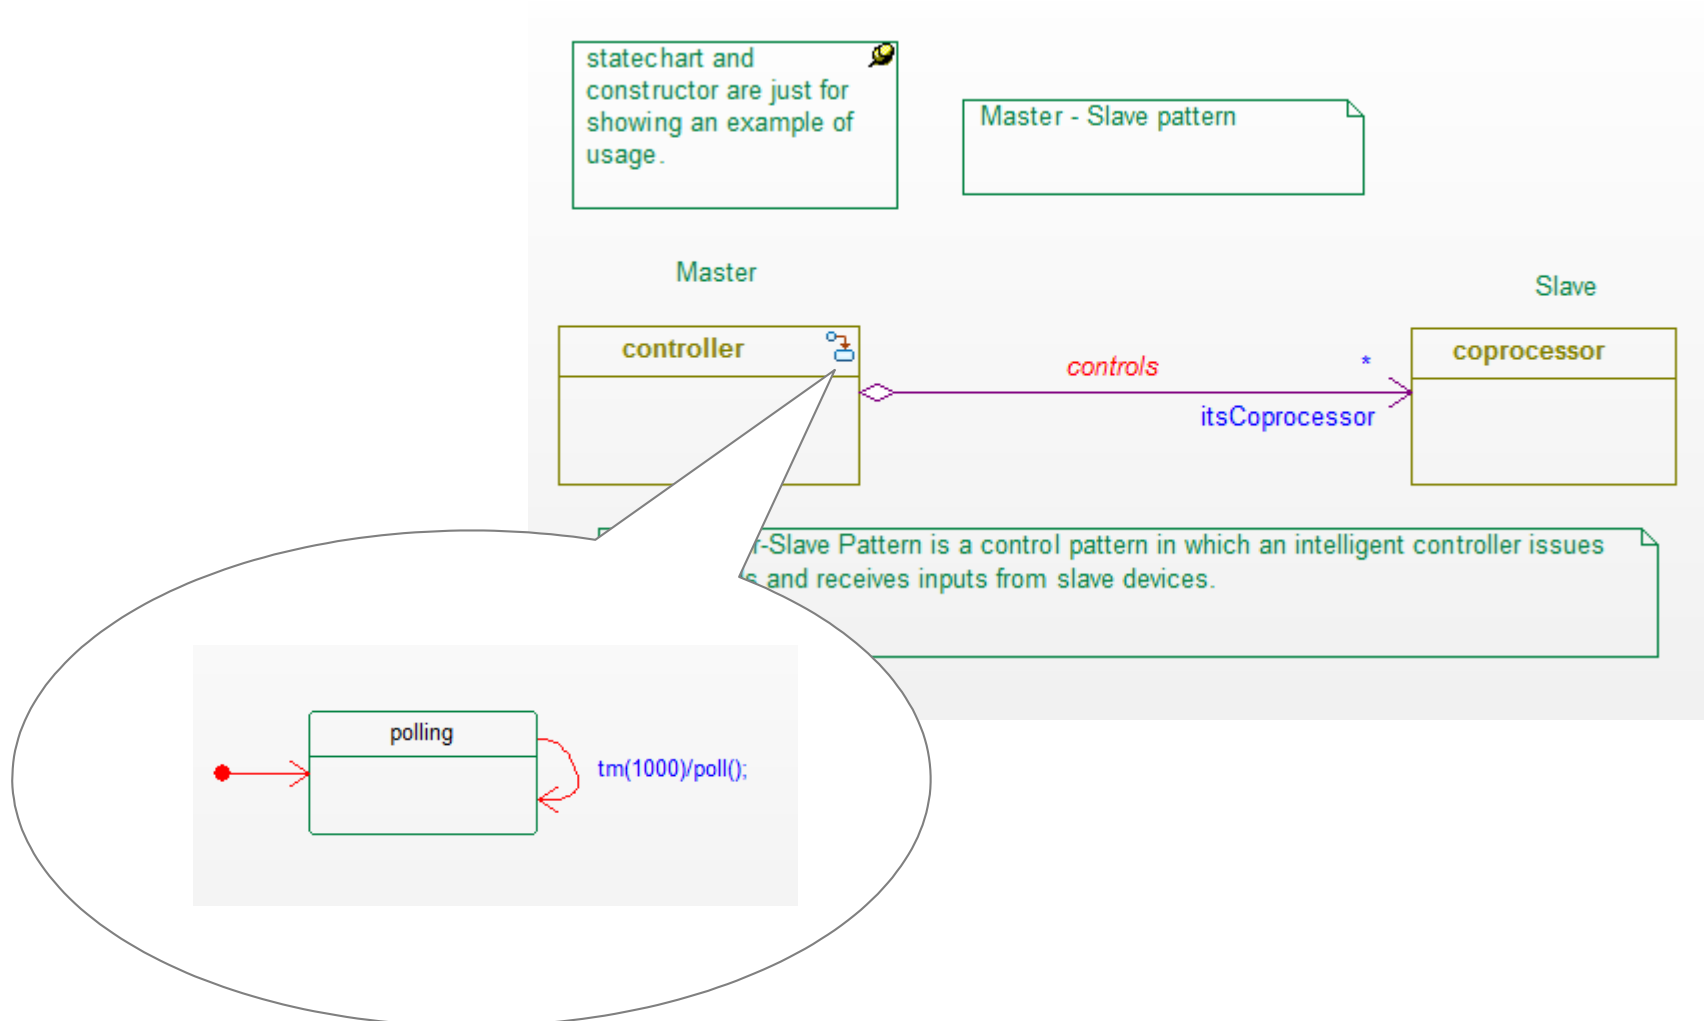 statechart and
constructor are just for
showing an example of
usage.
Master - Slave pattern
Master
Slave
controller
coprocessor
controls
*
itsCoprocessor
-Slave Pattern is a control pattern in which an intelligent controller issues
and receives inputs from slave devices.
polling
tm(1000)/poll();